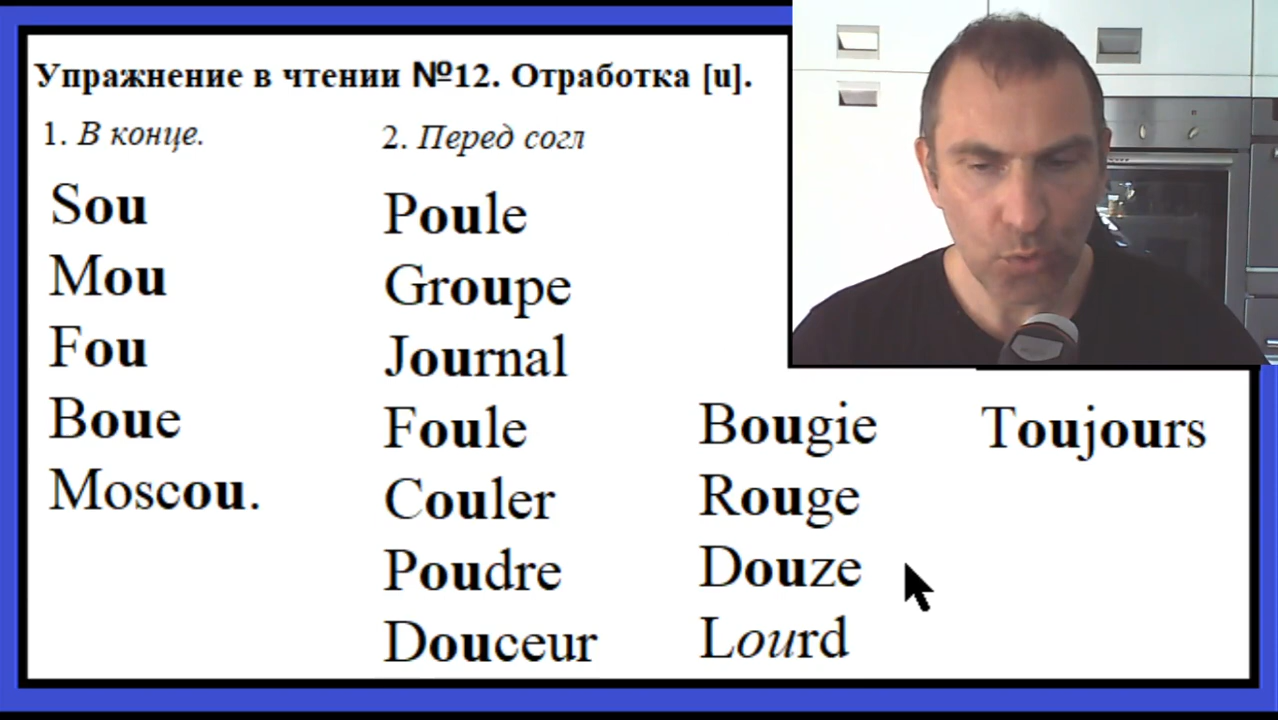 Упражнение в чтении №12. Отработка [u].
1. В конце.
Sou
Mou
Fou
Boue
Moscou.
2. Перед согл
Poule
Groupe
Journal
Foule
Couler
Poudre
Douceur
Bougie
Rouge
Douze
Lourd
Toujours